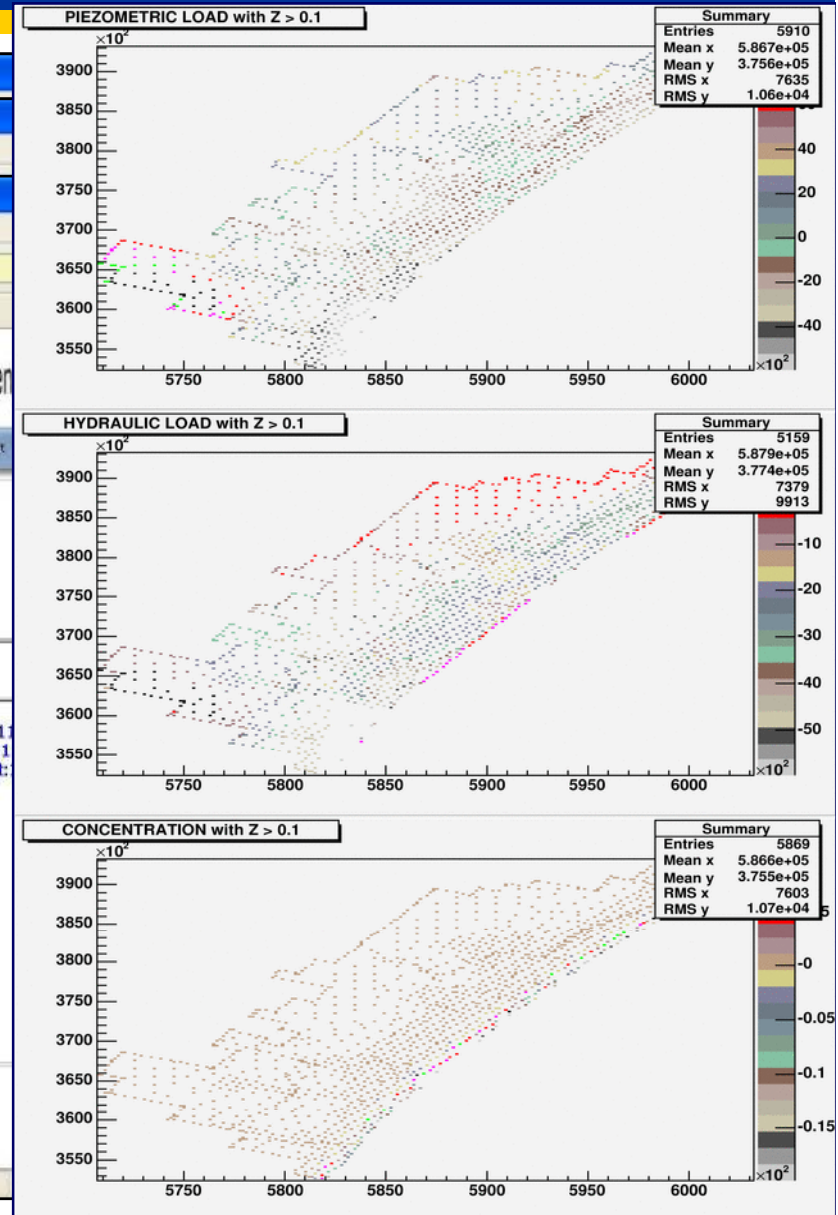 PIEZOMETRIC LOAD with Z > 0.1
Summary
Entries 5910
Mean x 5.867e+05
Mean y 3.756e+05
RMS x 7635
RMS y 1.06e+04
×10²
3900
3850
3800
3750
3700
3650
3600
3550
40
20
0
-20
-40
×10²
5750 5800 5850 5900 5950 6000
HYDRAULIC LOAD with Z > 0.1
Summary
Entries 5159
Mean x 5.879e+05
Mean y 3.774e+05
RMS x 7379
RMS y 9913
×10²
3900
3850
3800
3750
3700
3650
3600
3550
-10
-20
-30
-40
-50
×10²
5750 5800 5850 5900 5950 6000
CONCENTRATION with Z > 0.1
Summary
Entries 5869
Mean x 5.866e+05
Mean y 3.755e+05
RMS x 7603
RMS y 1.07e+04
×10²
3900
3850
3800
3750
3700
3650
3600
3550
5
-0
-0.05
-0.1
-0.15
×10²
5750 5800 5850 5900 5950 6000